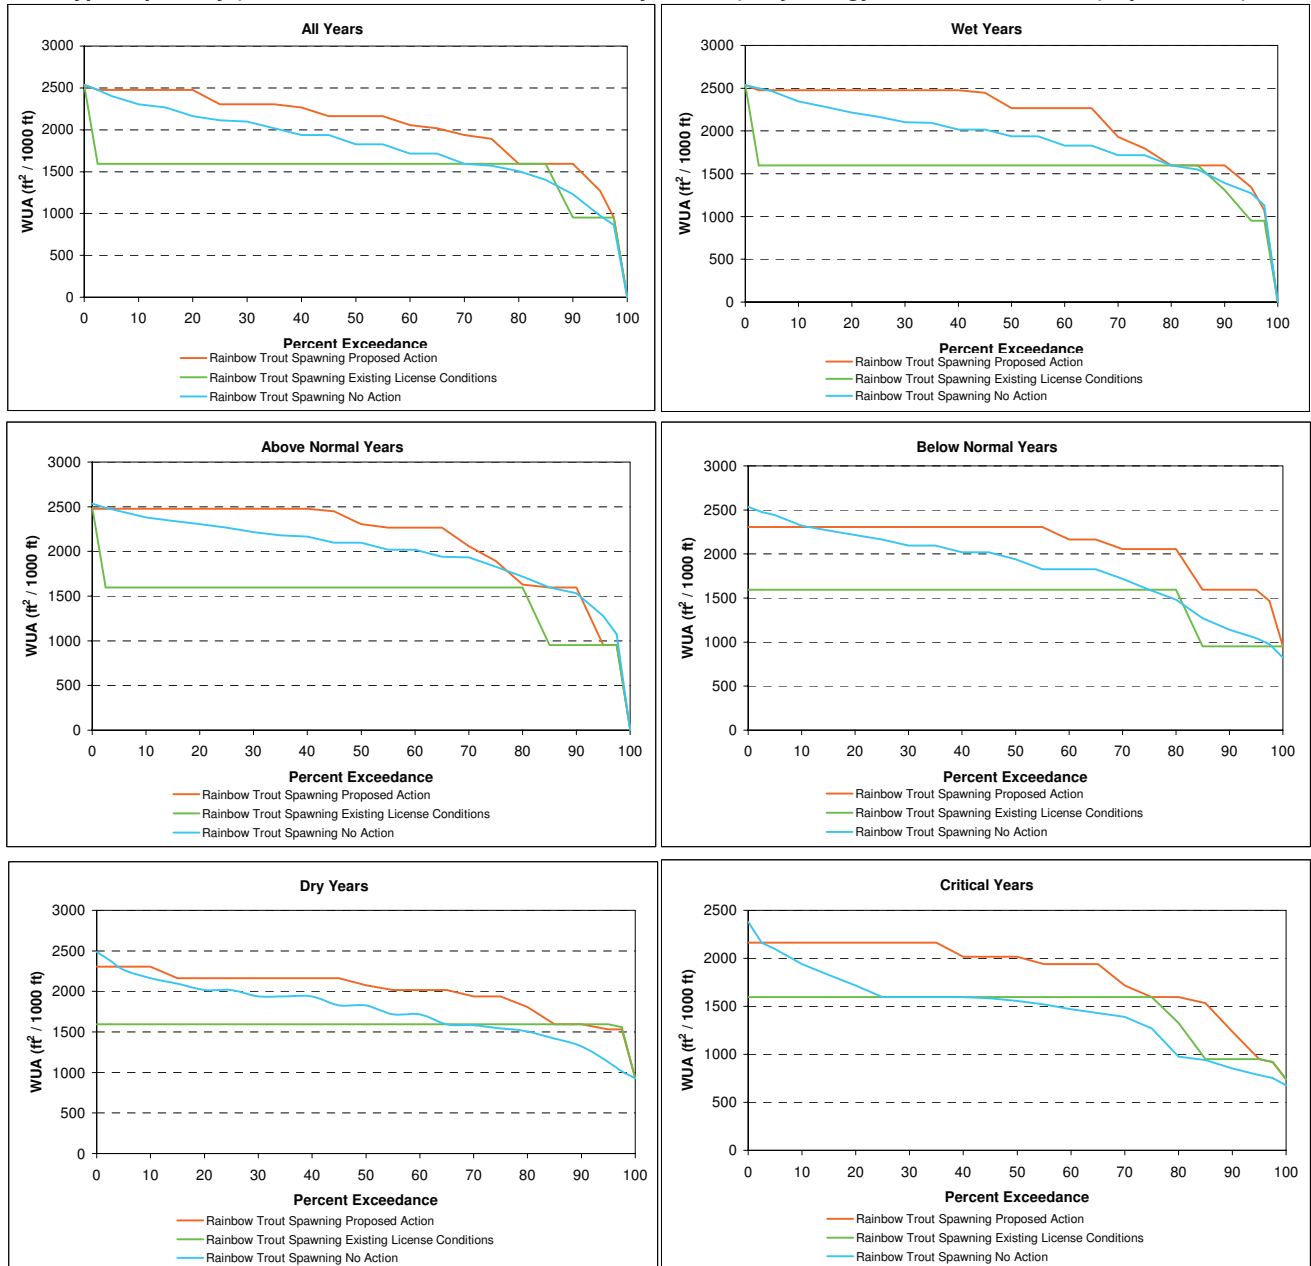 All Years
WUA (ft² / 1000 ft)
3000
2500
2000
1500
1000
500
0
0 10 20 30 40 50 60 70 80 90 100
Percent Exceedance
Rainbow Trout Spawning Proposed Action
Rainbow Trout Spawning Existing License Conditions
Rainbow Trout Spawning No Action
Wet Years
WUA (ft² / 1000 ft)
3000
2500
2000
1500
1000
500
0
0 10 20 30 40 50 60 70 80 90 100
Percent Exceedance
Rainbow Trout Spawning Proposed Action
Rainbow Trout Spawning Existing License Conditions
Rainbow Trout Spawning No Action
Above Normal Years
WUA (ft² / 1000 ft)
3000
2500
2000
1500
1000
500
0
0 10 20 30 40 50 60 70 80 90 100
Percent Exceedance
Rainbow Trout Spawning Proposed Action
Rainbow Trout Spawning Existing License Conditions
Rainbow Trout Spawning No Action
Below Normal Years
WUA (ft² / 1000 ft)
3000
2500
2000
1500
1000
500
0
0 10 20 30 40 50 60 70 80 90 100
Percent Exceedance
Rainbow Trout Spawning Proposed Action
Rainbow Trout Spawning Existing License Conditions
Rainbow Trout Spawning No Action
Dry Years
WUA (ft² / 1000 ft)
3000
2500
2000
1500
1000
500
0
0 10 20 30 40 50 60 70 80 90 100
Percent Exceedance
Rainbow Trout Spawning Proposed Action
Rainbow Trout Spawning Existing License Conditions
Rainbow Trout Spawning No Action
Critical Years
WUA (ft² / 1000 ft)
2500
2000
1500
1000
500
0
0 10 20 30 40 50 60 70 80 90 100
Percent Exceedance
Rainbow Trout Spawning Proposed Action
Rainbow Trout Spawning Existing License Conditions
Rainbow Trout Spawning No Action